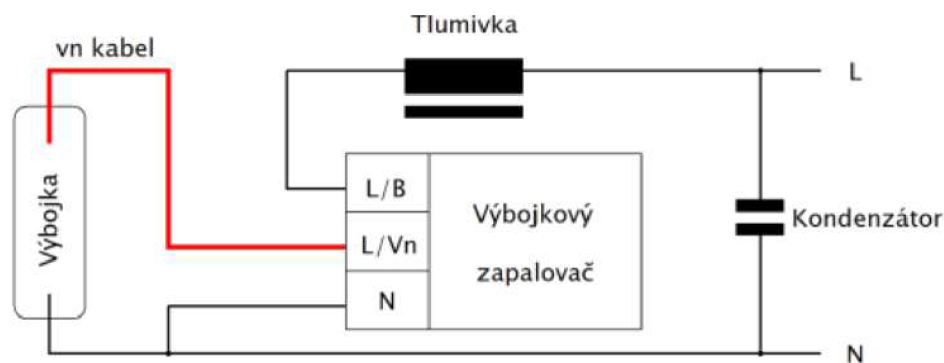 Tlumivka
vn kabel
L
Výbojka
L/B
L/Vn
N
Výbojkový
zapalovač
Kondenzátor
N